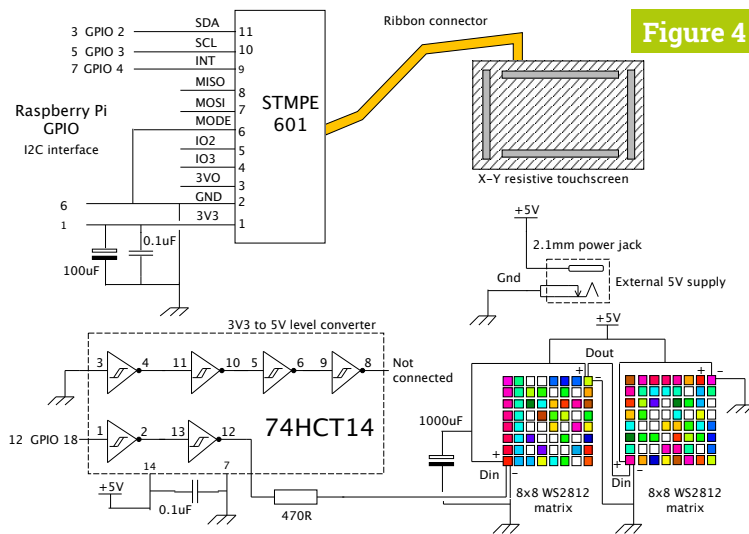 Figure 4
Ribbon connector
3 GPIO 2
SDA
11
5 GPIO 3
SCL
10
7 GPIO 4
INT
9
MISO
8
MOSI
7
MODE
6
IO2
5
IO3
4
3VO
3
GND
2
3V3
1
STMPE
601
Raspberry Pi
GPIO
I2C interface
6
1
0.1uF
100uF
X-Y resistive touchscreen
+5V
2.1mm power jack
Gnd
External 5V supply
3V3 to 5V level converter
3
4
11
10
5
6
9
8
Not
connected
12 GPIO 18
1
2
13
12
74HCT14
14
7
+5V
0.1uF
470R
+5V
Dout
+
–
+
–
1000uF
+
Din
–
+
Din
–
8x8 WS2812
matrix
8x8 WS2812
matrix